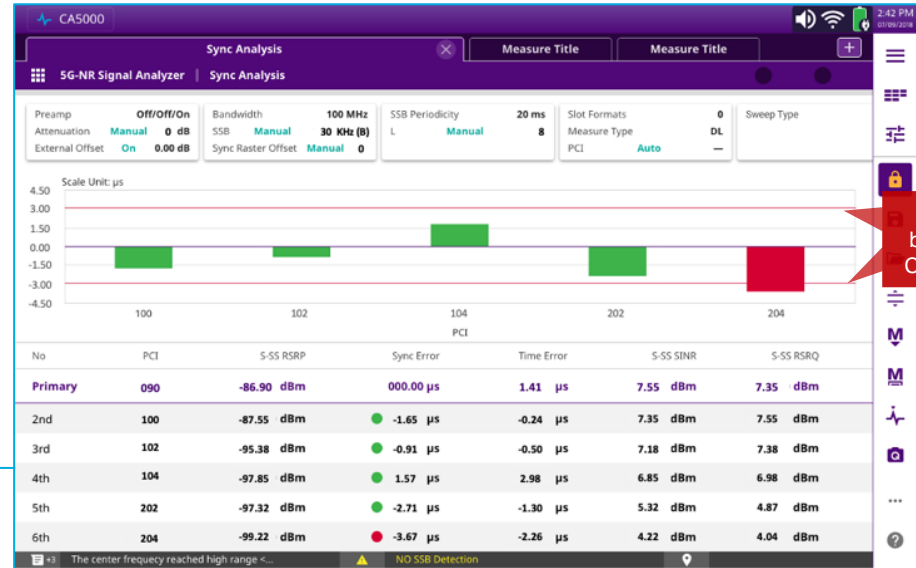 CA5000
2:42 PM
07/09/2018
Sync Analysis
Measure Title
Measure Title
5G-NR Signal Analyzer | Sync Analysis
Preamp Off/Off/On
Attenuation Manual 0 dB
External Offset On 0.00 dB
Bandwidth 100 MHz
SSB Manual 30 KHz (B)
Sync Raster Offset Manual 0
SSB Periodicity 20 ms
L Manual 8
Slot Formats 0
Measure Type DL
PCI Auto —
Sweep Type
Scale Unit: µs
4.50
3.00
1.50
0.00
-1.50
-3.00
-4.50
100 102 104 202 204
PCI
No PCI S-SS RSRP Sync Error Time Error S-SS SINR S-SS RSRQ
Primary 090 -86.90 dBm 000.00 µs 1.41 µs 7.55 dBm 7.35 dBm
2nd 100 -87.55 dBm -1.65 µs -0.24 µs 7.35 dBm 7.55 dBm
3rd 102 -95.38 dBm -0.91 µs -0.50 µs 7.18 dBm 7.38 dBm
4th 104 -97.85 dBm 1.57 µs 2.98 µs 6.85 dBm 6.98 dBm
5th 202 -97.32 dBm -2.71 µs -1.30 µs 5.32 dBm 4.87 dBm
6th 204 -99.22 dBm -3.67 µs -2.26 µs 4.22 dBm 4.04 dBm
+3 The center frequecy reached high range <... NO SSB Detection
M
M